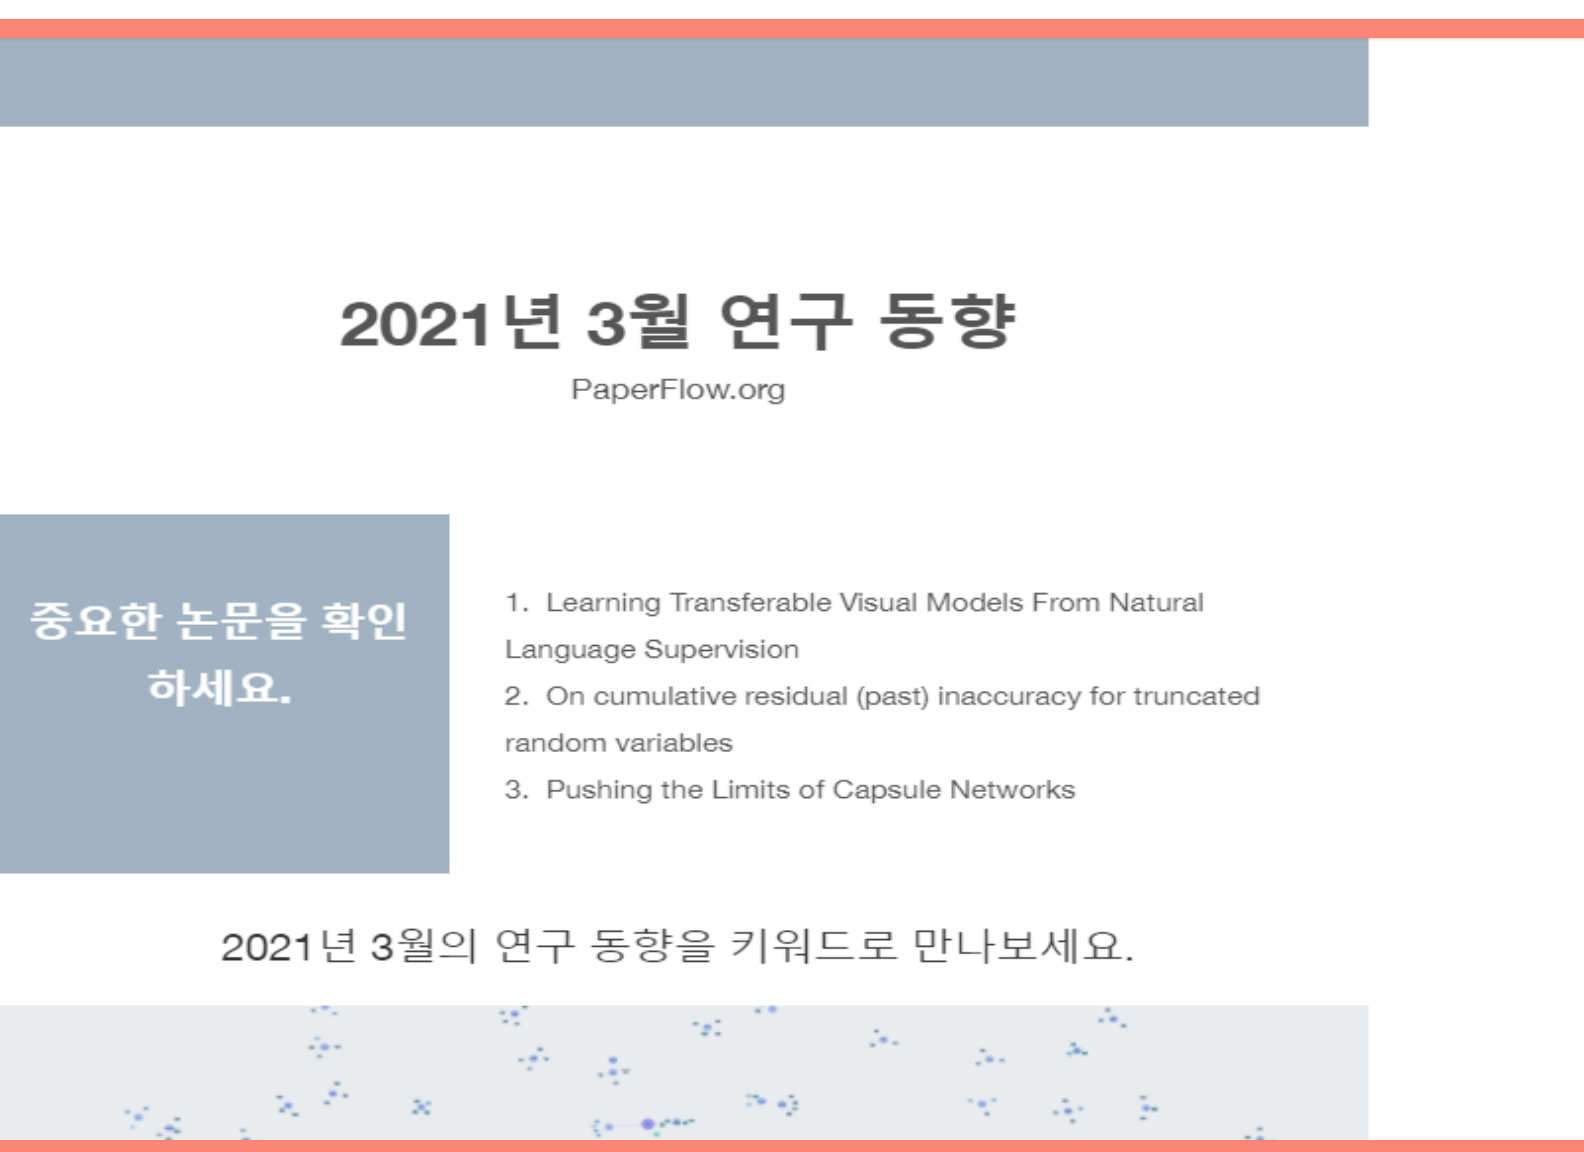 2021년 3월 연구 동향
PaperFlow.org
중요한 논문을 확인
하세요.
1. Learning Transferable Visual Models From Natural
Language Supervision
2. On cumulative residual (past) inaccuracy for truncated
random variables
3. Pushing the Limits of Capsule Networks
2021년 3월의 연구 동향을 키워드로 만나보세요.